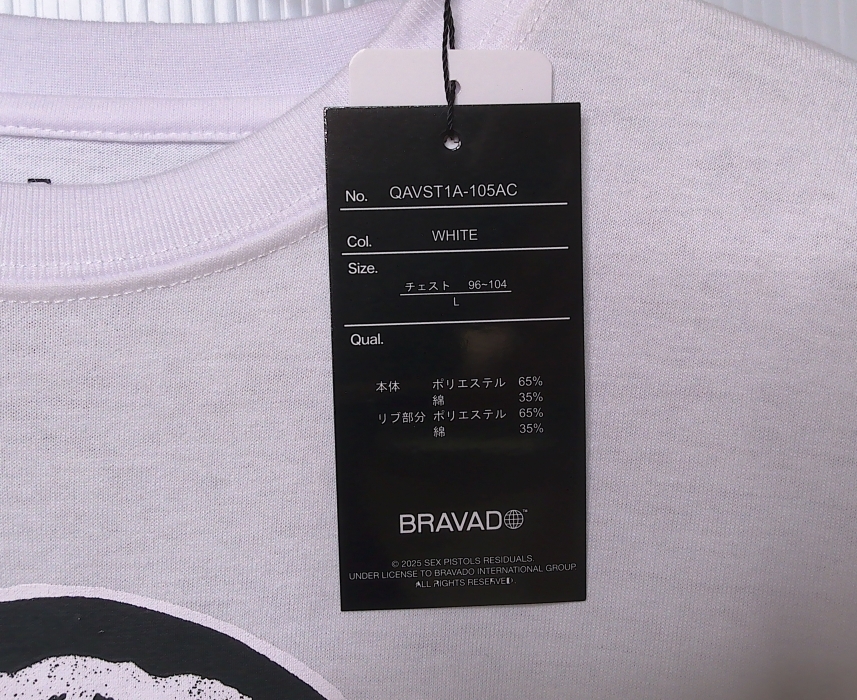 No. QAVST1A-105AC
Col. WHITE
Size.
チェスト 96~104
L
Qual.
本体 ポリエステル 65%
綿 35%
リブ部分 ポリエステル 65%
綿 35%
BRAVADO™
© 2025 SEX PISTOLS RESIDUALS.
UNDER LICENSE TO BRAVADO INTERNATIONAL GROUP
ALL RIGHTS RESERVED.